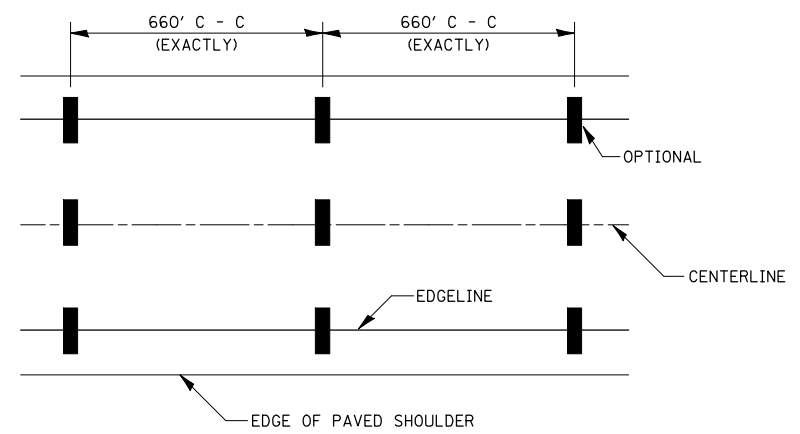 660' C - C
(EXACTLY)
660' C - C
(EXACTLY)
OPTIONAL
CENTERLINE
EDGELINE
EDGE OF PAVED SHOULDER